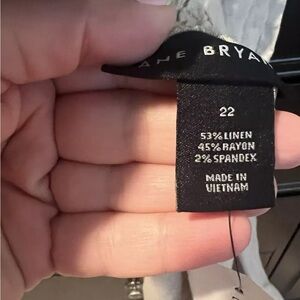 ANE BRYA
22
53% LINEN
45% RAYON
2% SPANDEX
MADE IN
VIETNAM